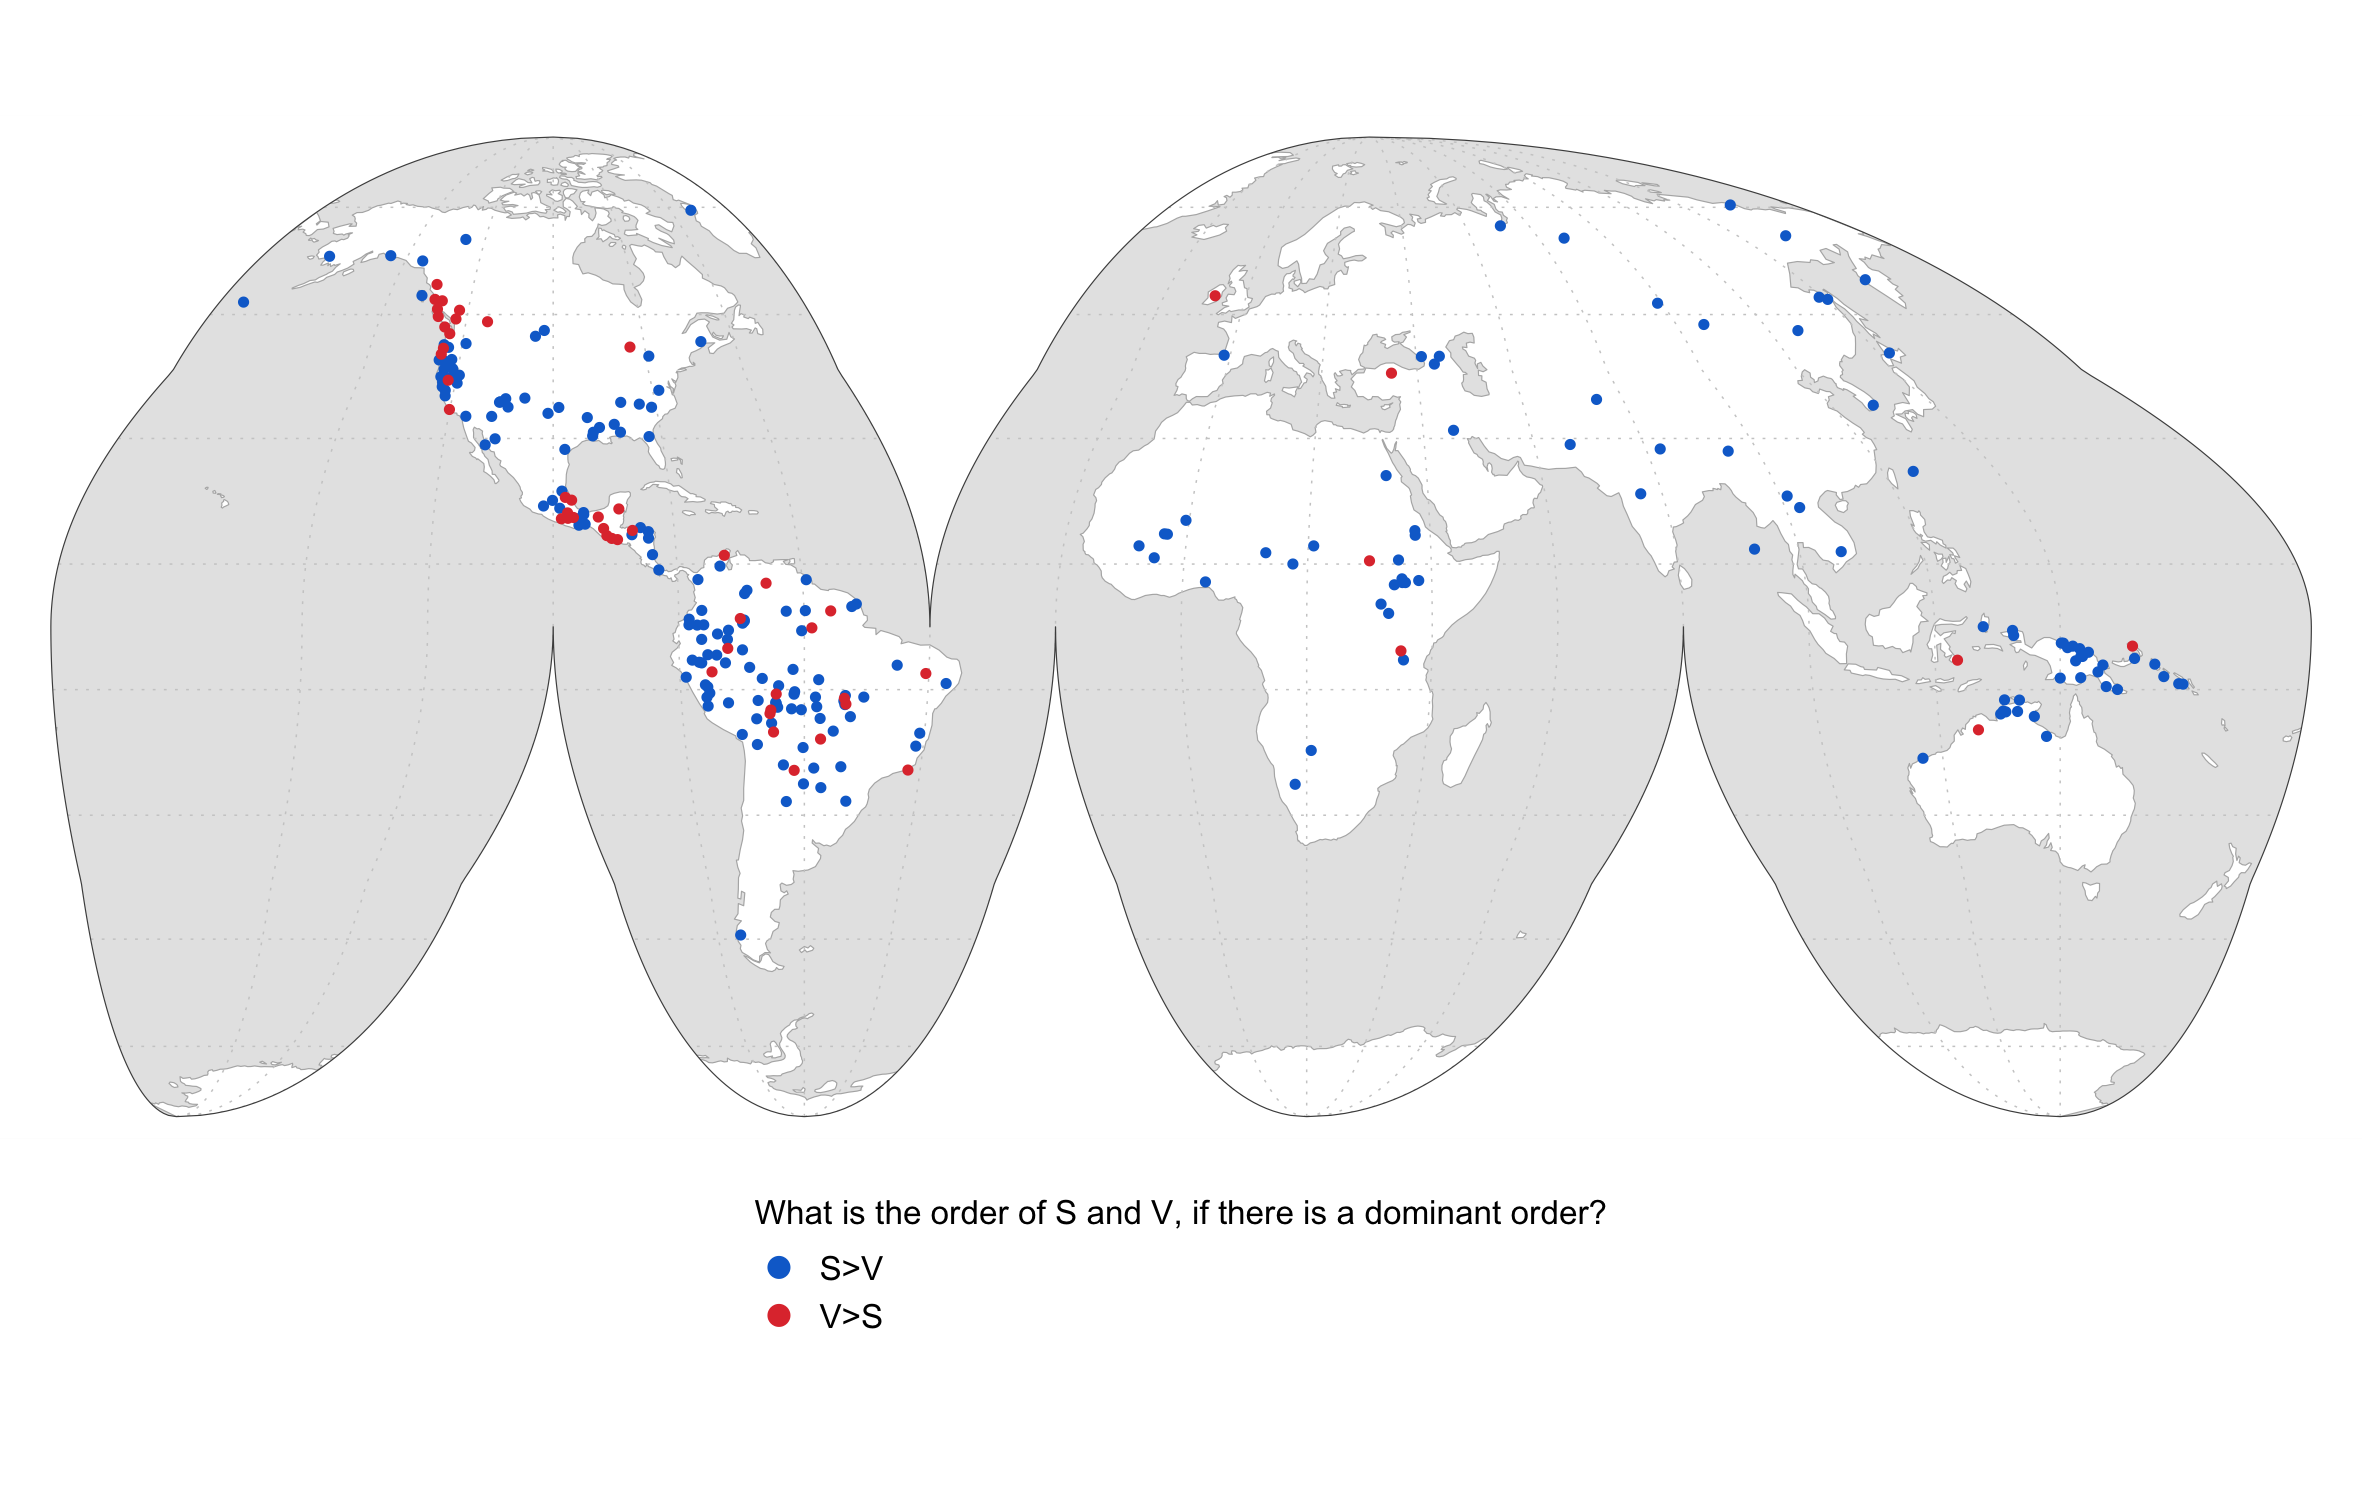 What is the order of S and V, if there is a dominant order?
S>V
V>S